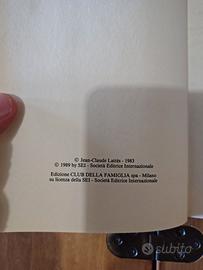 © Jean-Claude Lattès - 1983
© 1989 by SEI - Società Editrice Internazionale
Edizione CLUB DELLA FAMIGLIA spa - Milano
su licenza della SEI - Società Editrice Internazionale
subito